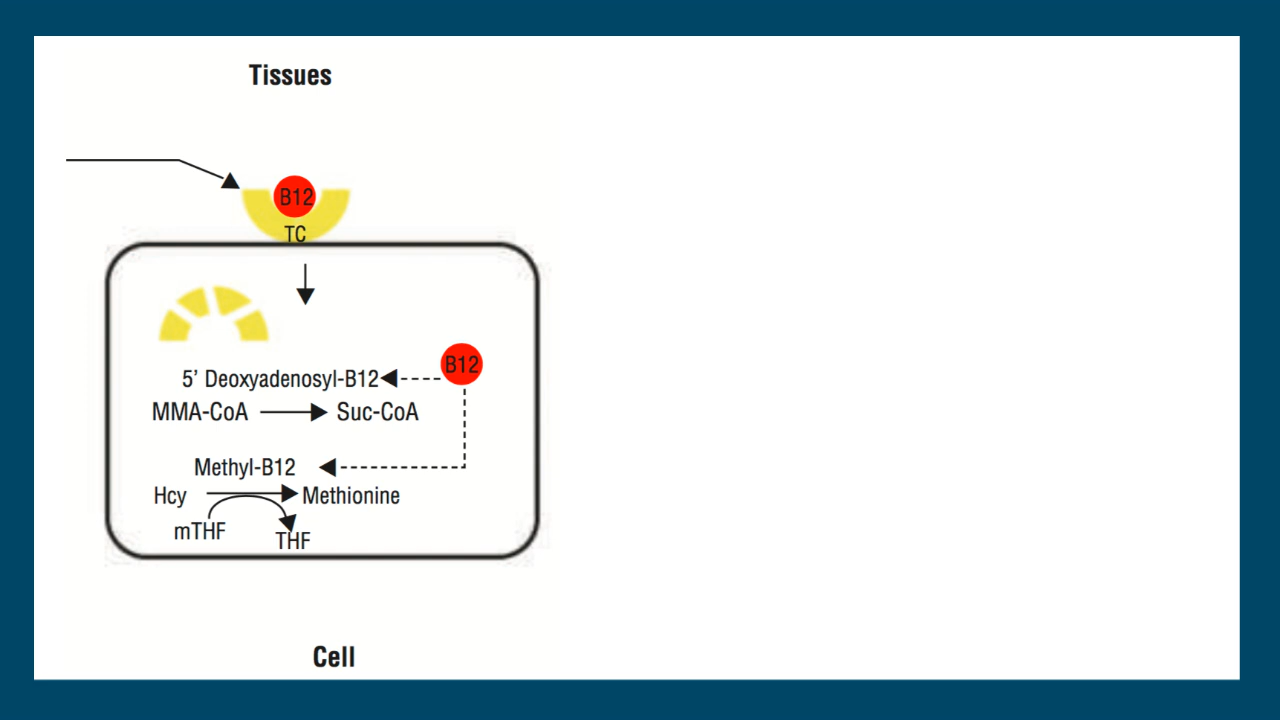 Tissues
B12
TC
B12
5’ Deoxyadenosyl-B12
MMA-CoA Suc-CoA
Methyl-B12
Hcy Methionine
mTHF
THF
Cell